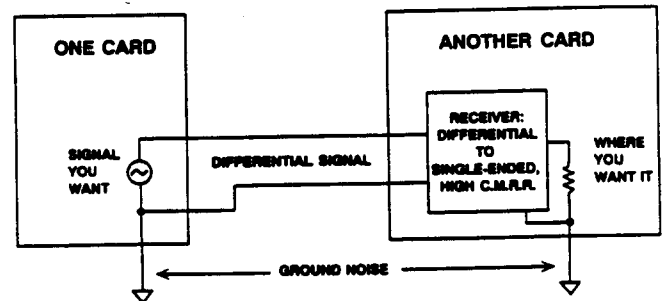 ONE CARD
ANOTHER CARD
SIGNAL
YOU
WANT
DIFFERENTIAL SIGNAL
RECEIVER:
DIFFERENTIAL
TO
SINGLE-ENDED,
HIGH C.M.R.R.
WHERE
YOU
WANT IT
GROUND NOISE